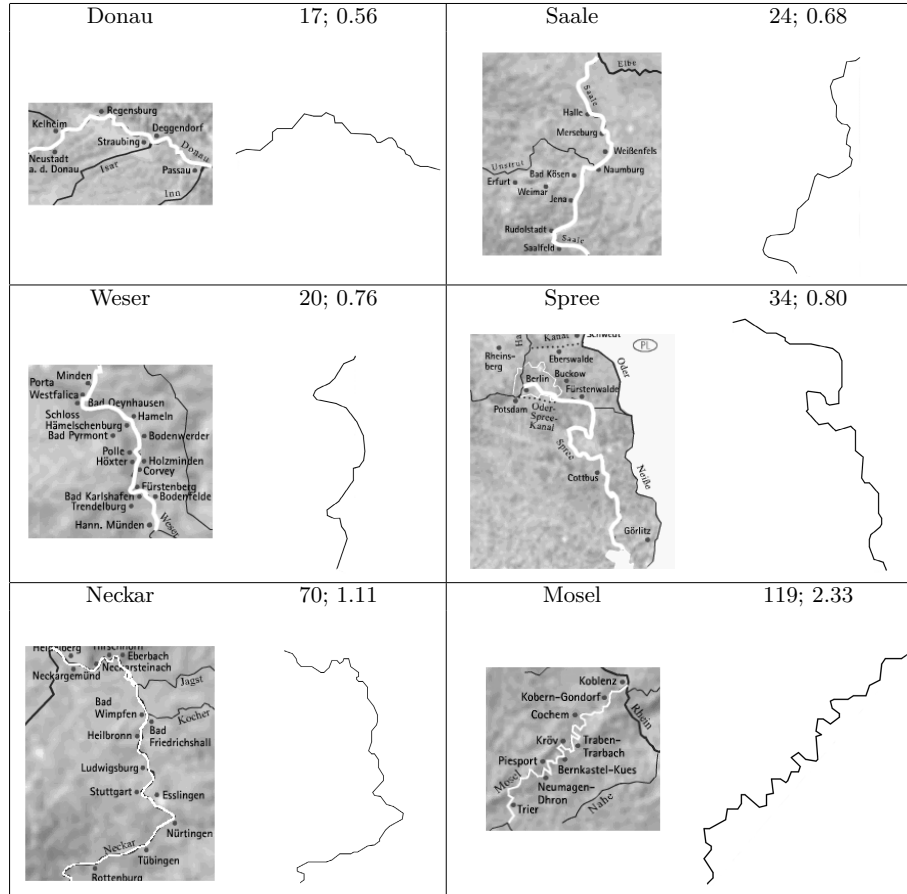 Donau
17; 0.56
Regensburg
Kelheim
Deggendorf
Straubing
Donau
Neustadt
a. d. Donau
Isar
Passau
Inn
Saale
24; 0.68
Elbe
Saale
Halle
Merseburg
Weißenfels
Unstrut
Bad Kösen
Naumburg
Erfurt
Weimar
Jena
Rudolstadt
Saale
Saalfeld
Weser
20; 0.76
Minden
Porta
Westfalica
Bad Oeynhausen
Schloss
Hameln
Hämelschenburg
Bad Pyrmont
Bodenwerder
Polle
Höxter
Holzminden
Corvey
Fürstenberg
Bad Karlshafen
Bodenfelde
Trendelburg
Hann. Münden
Weser
Spree
34; 0.80
Kanal
Schwedt
PL
Rheins-
berg
Eberswalde
Oder
Berlin
Buckow
Fürstenwalde
Potsdam
Oder-
Spree-
Kanal
Spree
Cottbus
Neiße
Görlitz
Neckar
70; 1.11
Heidelberg
Hirschhorn
Eberbach
Neckarsteinach
Neckargemünd
Jagst
Bad
Wimpfen
Kocher
Heilbronn
Bad
Friedrichshall
Ludwigsburg
Stuttgart
Esslingen
Nürtingen
Neckar
Tübingen
Rottenburg
Mosel
119; 2.33
Koblenz
Kobern-Gondorf
Rhein
Cochem
Kröv
Traben-
Trarbach
Piesport
Bernkastel-Kues
Mosel
Neumagen-
Dhron
Nahe
Trier